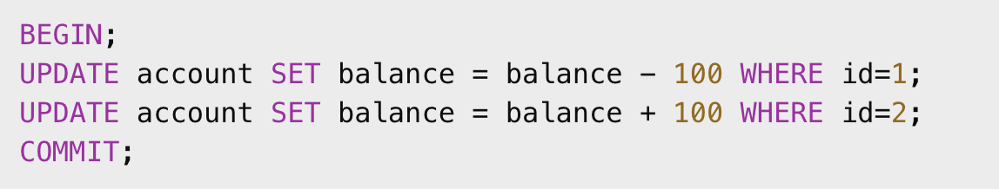 BEGIN;
UPDATE account SET balance = balance - 100 WHERE id=1;
UPDATE account SET balance = balance + 100 WHERE id=2;
COMMIT;